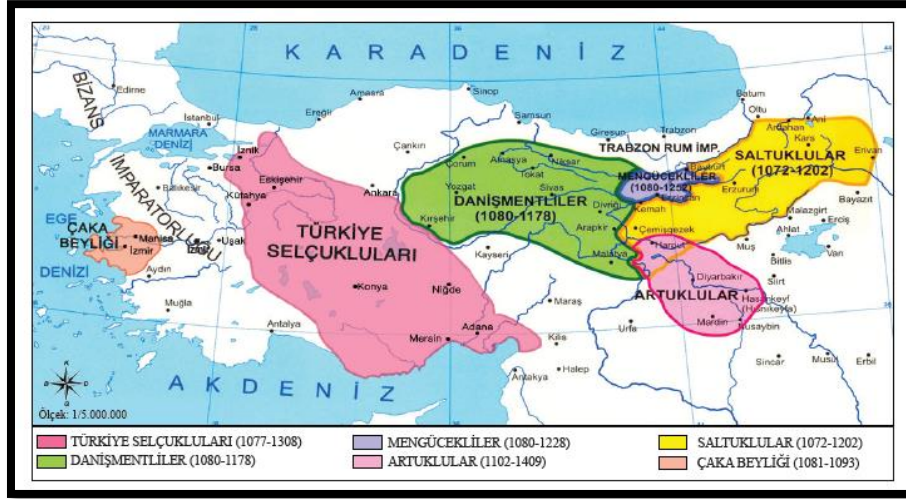 KARADENİZ
BİZANS
İMPARATORLUĞU
MARMARA
DENİZİ
EGE
DENİZİ
AKDENİZ
Edirne
İstanbul
Ereğli
Amasra
Sinop
Samsun
Giresun
Trabzon
Batum
Oltu
Ardahan
Ani
Kars
Erivan
TRABZON RUM İMP.
Bayburt
SALTUKLULAR
(1072-1202)
MENGÜCEKLİLER
(1080-1252)
Erzincan
Erzurum
Bayazıt
Çankırı
Çorum
Amasya
Niksar
Tokat
Yozgat
Sivas
DANİŞMENTLİLER
(1080-1178)
Divriği
Kemah
Arapkir
Çemişgezek
Malazgirt
Erciş
Ahlat
Muş
Van
Bitlis
Siirt
İznik
Bursa
Balıkesir
Eskişehir
Kütahya
Ankara
Kırşehir
Kayseri
Malatya
Harput
Diyarbakır
ÇAKA
BEYLİĞİ
Manisa
İzmir
Uşak
Aydın
Muğla
Antalya
TÜRKİYE
SELÇUKLULARI
Konya
Niğde
Mersin
Adana
Maraş
Kilis
Antakya
Halep
Urfa
ARTUKLULAR
Hasankeyf
(Hısnıkeyfa)
Mardin
Nusaybin
Sincar
Musul
Erbil
K
B
D
G
Ölçek: 1/5.000.000
TÜRKİYE SELÇUKLULARI (1077-1308)
MENGÜCEKLİLER (1080-1228)
SALTUKLULAR (1072-1202)
DANİŞMENTLİLER (1080-1178)
ARTUKLULAR (1102-1409)
ÇAKA BEYLİĞİ (1081-1093)